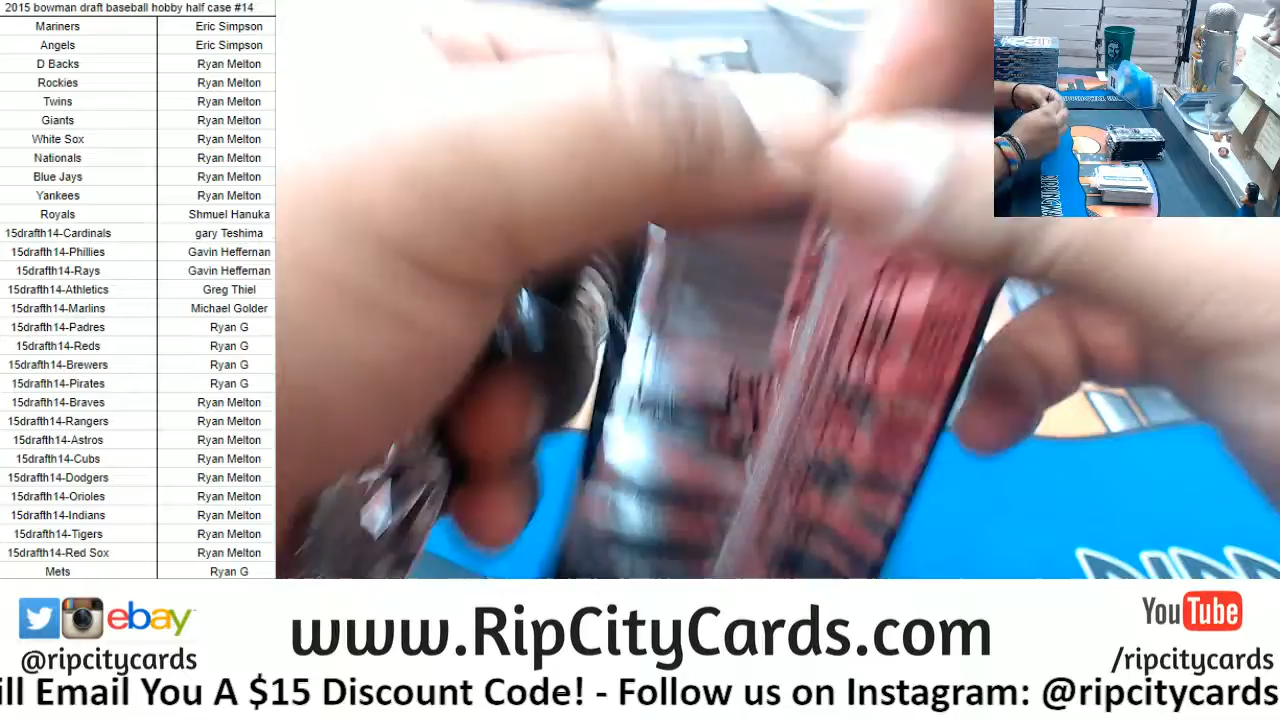 2015 bowman draft baseball hobby half case #14
Mariners Eric Simpson
Angels Eric Simpson
D Backs Ryan Melton
Rockies Ryan Melton
Twins Ryan Melton
Giants Ryan Melton
White Sox Ryan Melton
Nationals Ryan Melton
Blue Jays Ryan Melton
Yankees Ryan Melton
Royals Shmuel Hanuka
15drafth14-Cardinals gary Teshima
15drafth14-Phillies Gavin Heffernan
15drafth14-Rays Gavin Heffernan
15drafth14-Athletics Greg Thiel
15drafth14-Marlins Michael Golder
15drafth14-Padres Ryan G
15drafth14-Reds Ryan G
15drafth14-Brewers Ryan G
15drafth14-Pirates Ryan G
15drafth14-Braves Ryan Melton
15drafth14-Rangers Ryan Melton
15drafth14-Astros Ryan Melton
15drafth14-Cubs Ryan Melton
15drafth14-Dodgers Ryan Melton
15drafth14-Orioles Ryan Melton
15drafth14-Indians Ryan Melton
15drafth14-Tigers Ryan Melton
15drafth14-Red Sox Ryan Melton
Mets Ryan G
ebay
@ripcitycards
www.RipCityCards.com
You Tube
/ripcitycards
ill Email You A $15 Discount Code! - Follow us on Instagram: @ripcitycards